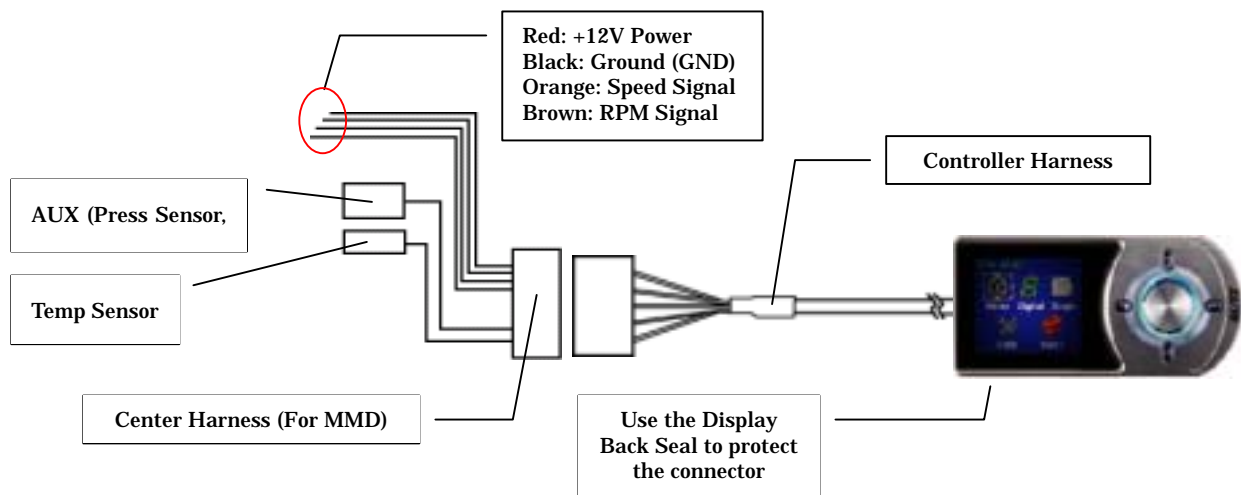 Red: +12V Power
Black: Ground (GND)
Orange: Speed Signal
Brown: RPM Signal
Controller Harness
AUX (Press Sensor,
Temp Sensor
Center Harness (For MMD)
Use the Display
Back Seal to protect
the connector
Digital